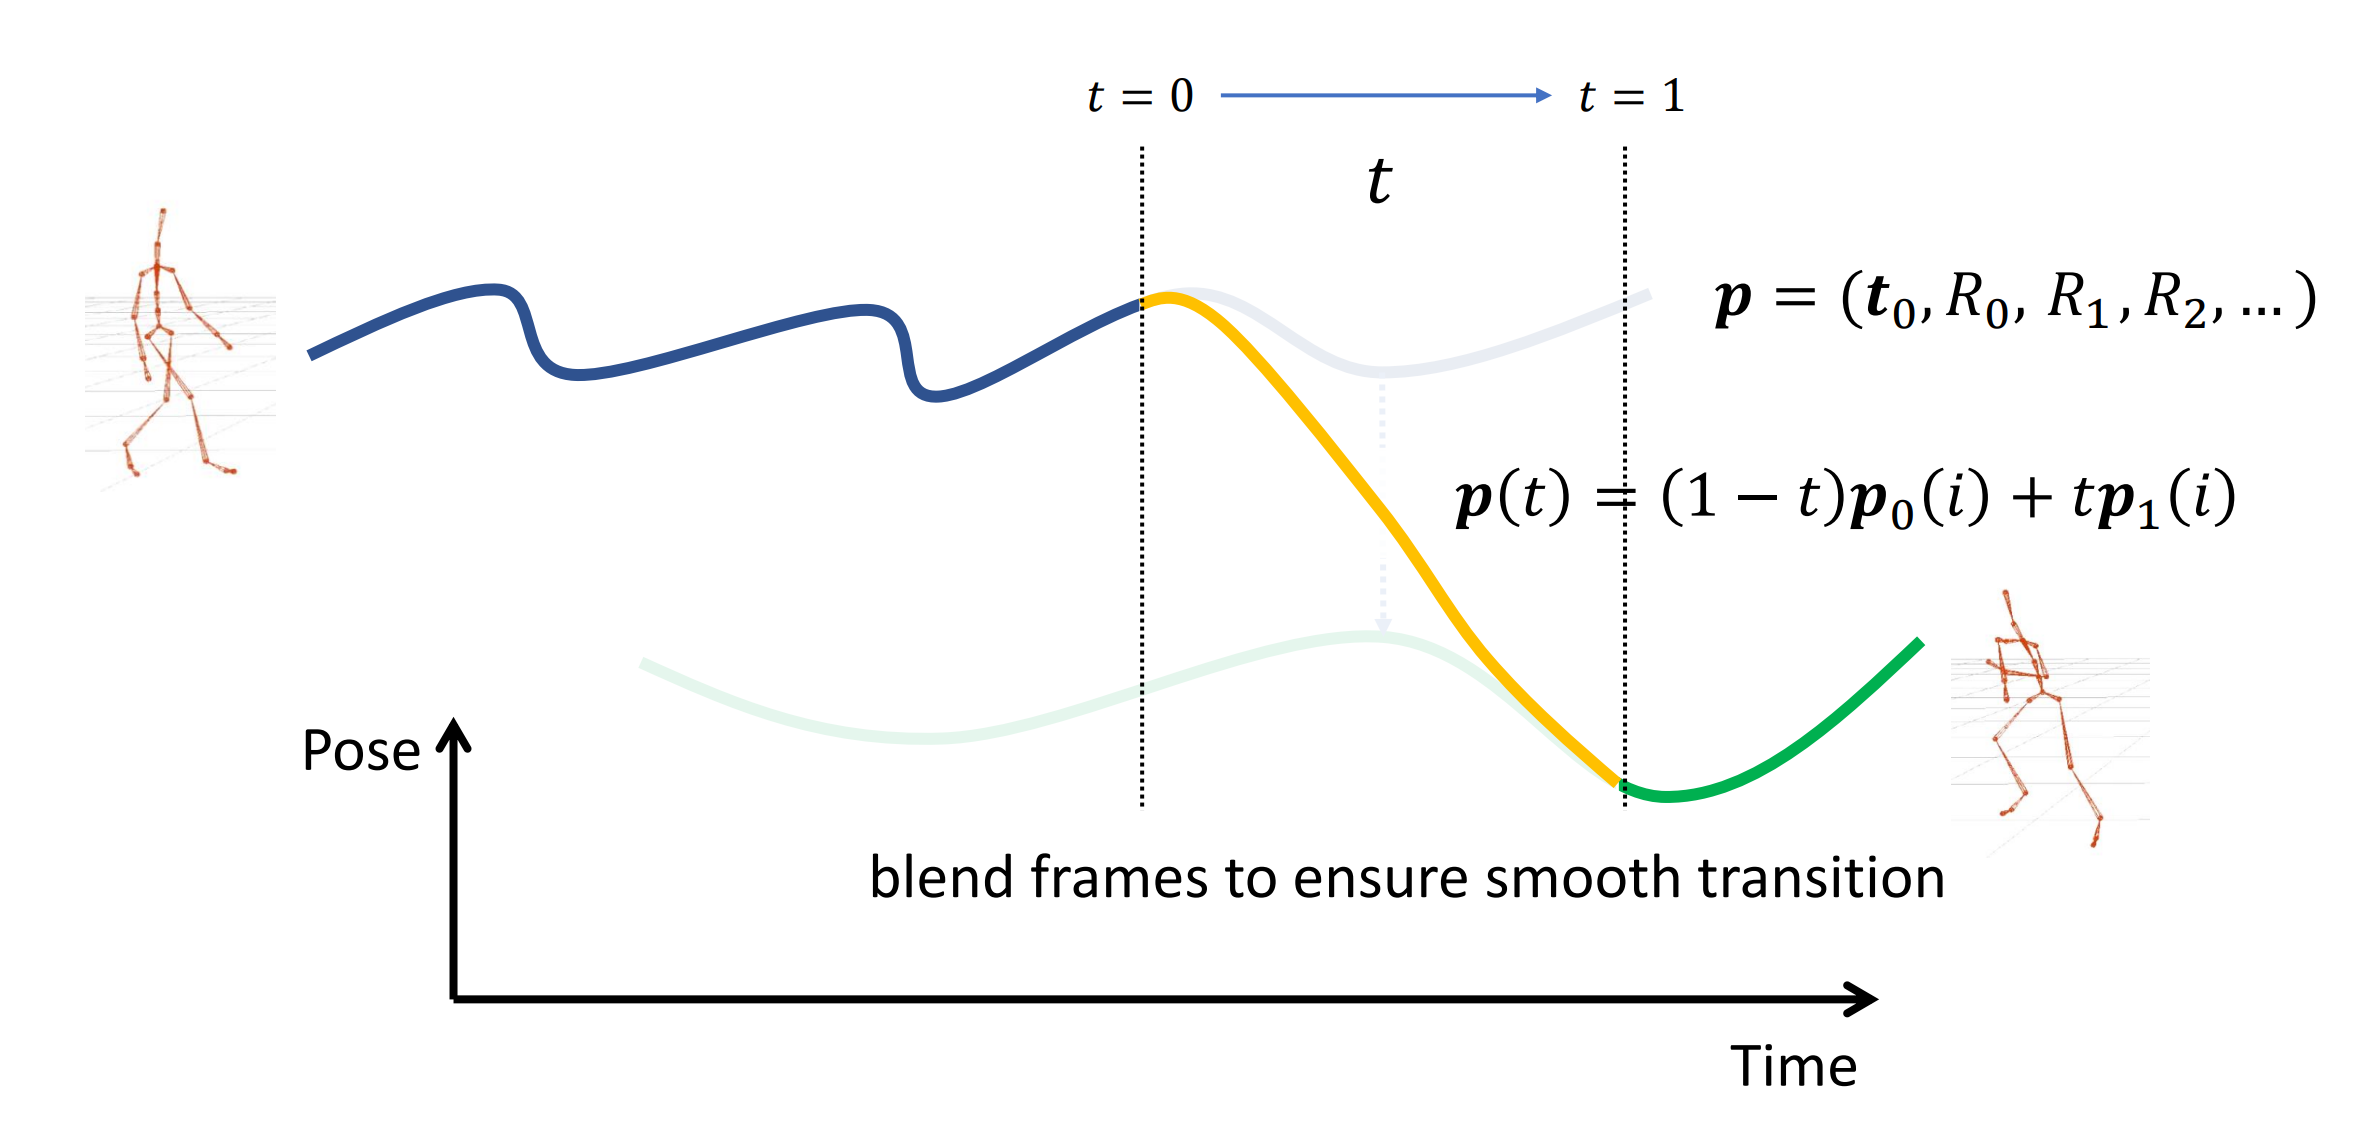 t = 0
t = 1
t
p = (t₀, R₀, R₁, R₂, ... )
p(t) = (1 − t)p₀(i) + tp₁(i)
Pose
blend frames to ensure smooth transition
Time